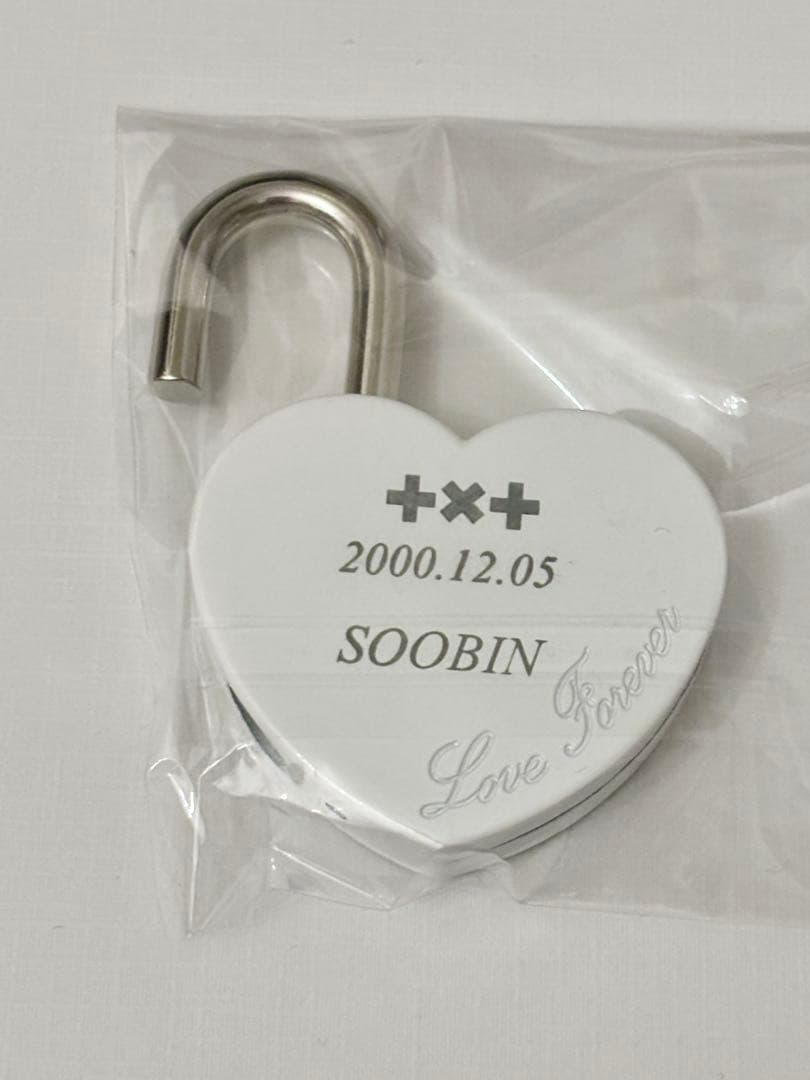 +×+
2000.12.05
SOOBIN
Love Forever